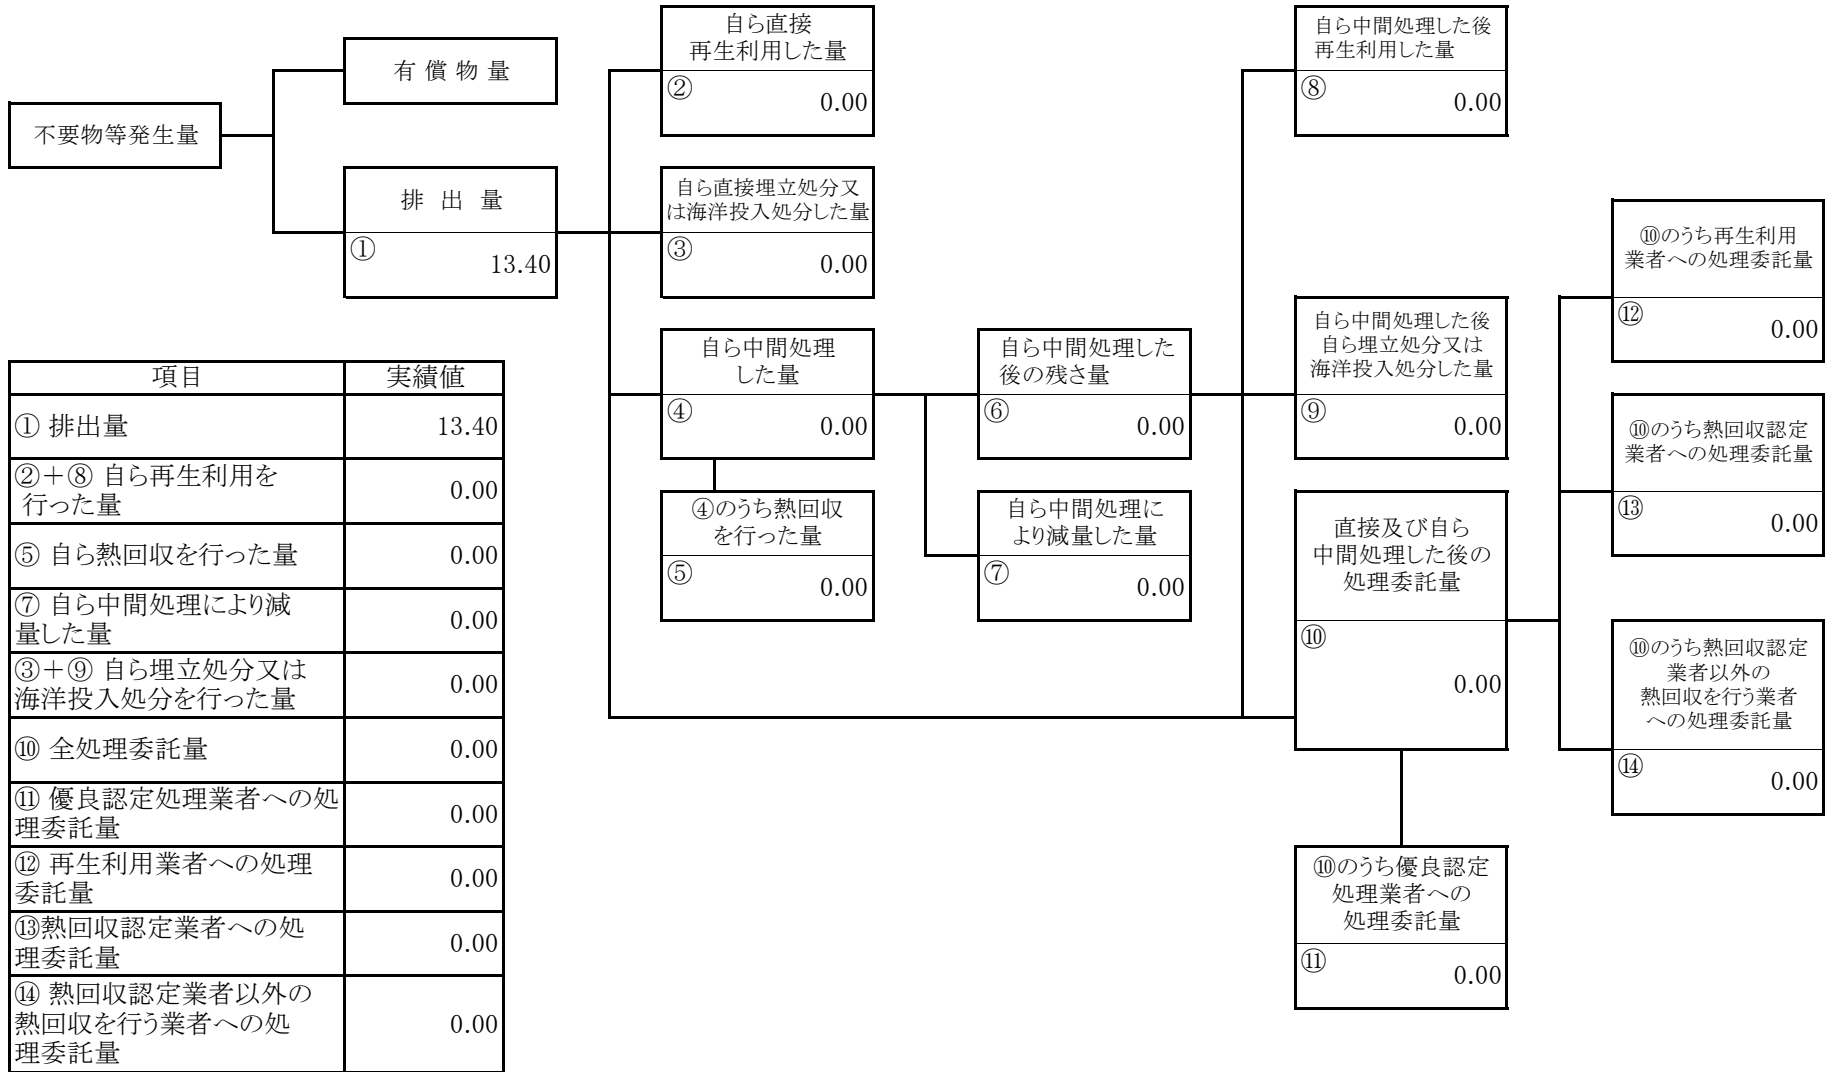 不要物等発生量
有 償 物 量
排 出 量
①
13.40
自ら直接
再生利用した量
②
0.00
自ら直接埋立処分又
は海洋投入処分した量
③
0.00
自ら中間処理
した量
④
0.00
④のうち熱回収
を行った量
⑤
0.00
自ら中間処理した
後の残さ量
⑥
0.00
自ら中間処理に
より減量した量
⑦
0.00
自ら中間処理した後
再生利用した量
⑧
0.00
自ら中間処理した後
自ら埋立処分又は
海洋投入処分した量
⑨
0.00
直接及び自ら
中間処理した後の
処理委託量
⑩
0.00
⑩のうち優良認定
処理業者への
処理委託量
⑪
0.00
⑩のうち再生利用
業者への処理委託量
⑫
0.00
⑩のうち熱回収認定
業者への処理委託量
⑬
0.00
⑩のうち熱回収認定
業者以外の
熱回収を行う業者
への処理委託量
⑭
0.00
項目 実績値
① 排出量 13.40
②＋⑧ 自ら再生利用を
行った量 0.00
⑤ 自ら熱回収を行った量 0.00
⑦ 自ら中間処理により減
量した量 0.00
③＋⑨ 自ら埋立処分又は
海洋投入処分を行った量 0.00
⑩ 全処理委託量 0.00
⑪ 優良認定処理業者への処
理委託量 0.00
⑫ 再生利用業者への処理
委託量 0.00
⑬熱回収認定業者への処
理委託量 0.00
⑭ 熱回収認定業者以外の
熱回収を行う業者への処
理委託量 0.00